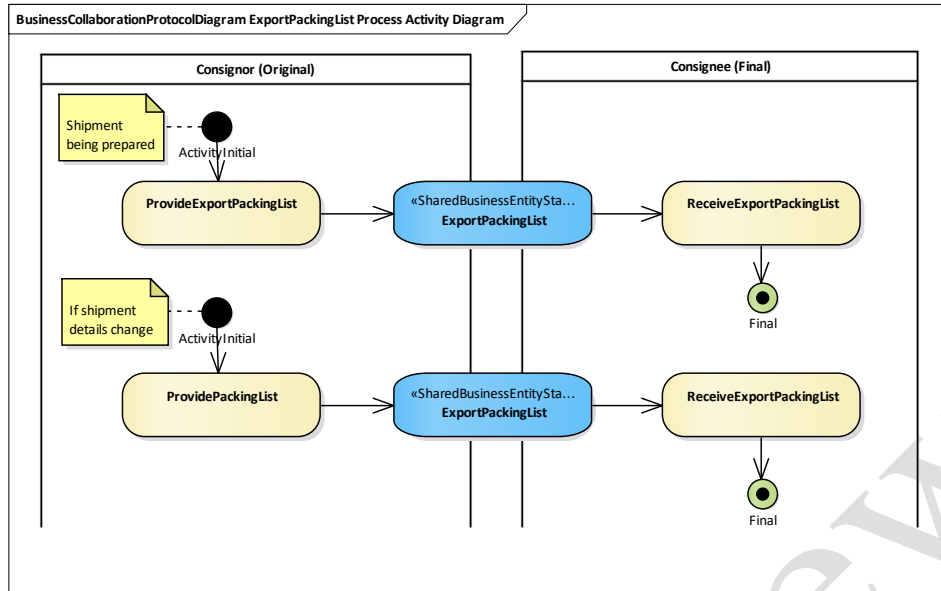 BusinessCollaborationProtocolDiagram ExportPackingList Process Activity Diagram
Consignor (Original)
Consignee (Final)
Shipment
being prepared
ActivityInitial
ProvideExportPackingList
«SharedBusinessEntitySta...
ExportPackingList
ReceiveExportPackingList
Final
If shipment
details change
ActivityInitial
ProvidePackingList
«SharedBusinessEntitySta...
ExportPackingList
ReceiveExportPackingList
Final